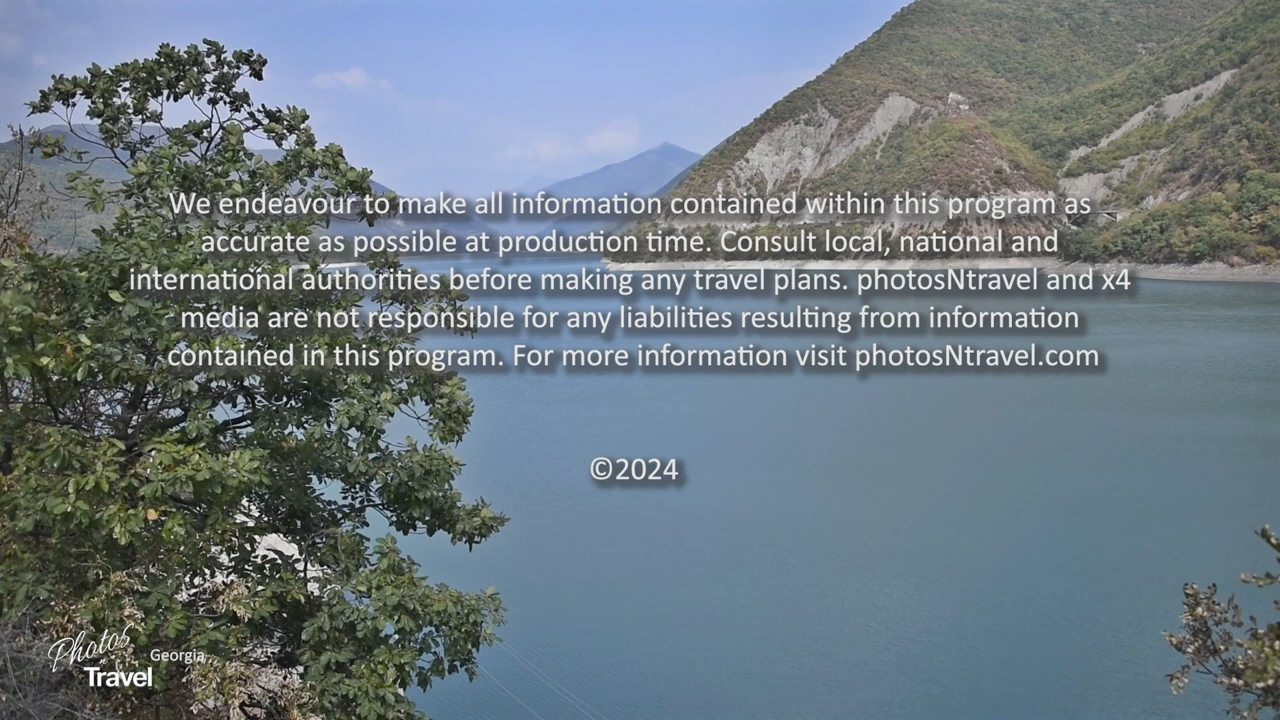 We endeavour to make all information contained within this program as
accurate as possible at production time. Consult local, national and
international authorities before making any travel plans. photosNtravel and x4
media are not responsible for any liabilities resulting from information
contained in this program. For more information visit photosNtravel.com
©2024
Photos
N
Travel
Georgia